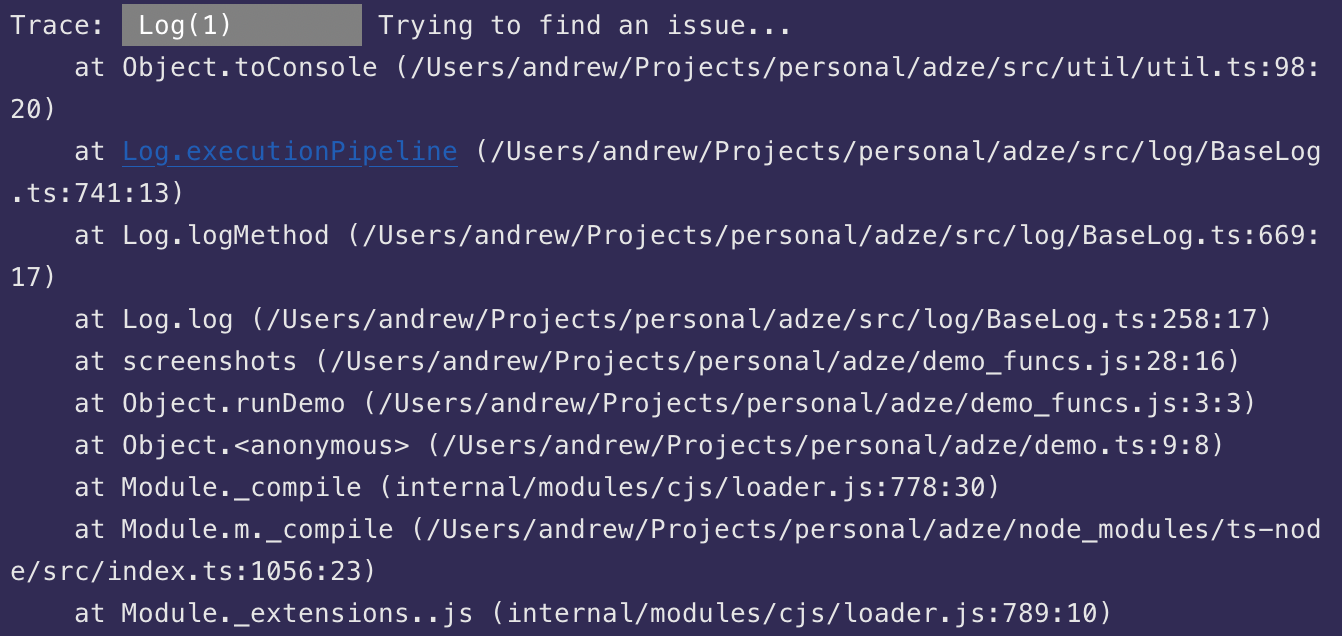 Trace:  Log(1)         Trying to find an issue...
    at Object.toConsole (/Users/andrew/Projects/personal/adze/src/util/util.ts:98:
20)
    at Log.executionPipeline (/Users/andrew/Projects/personal/adze/src/log/BaseLog
.ts:741:13)
    at Log.logMethod (/Users/andrew/Projects/personal/adze/src/log/BaseLog.ts:669:
17)
    at Log.log (/Users/andrew/Projects/personal/adze/src/log/BaseLog.ts:258:17)
    at screenshots (/Users/andrew/Projects/personal/adze/demo_funcs.js:28:16)
    at Object.runDemo (/Users/andrew/Projects/personal/adze/demo_funcs.js:3:3)
    at Object.<anonymous> (/Users/andrew/Projects/personal/adze/demo.ts:9:8)
    at Module._compile (internal/modules/cjs/loader.js:778:30)
    at Module.m._compile (/Users/andrew/Projects/personal/adze/node_modules/ts-nod
e/src/index.ts:1056:23)
    at Module._extensions..js (internal/modules/cjs/loader.js:789:10)